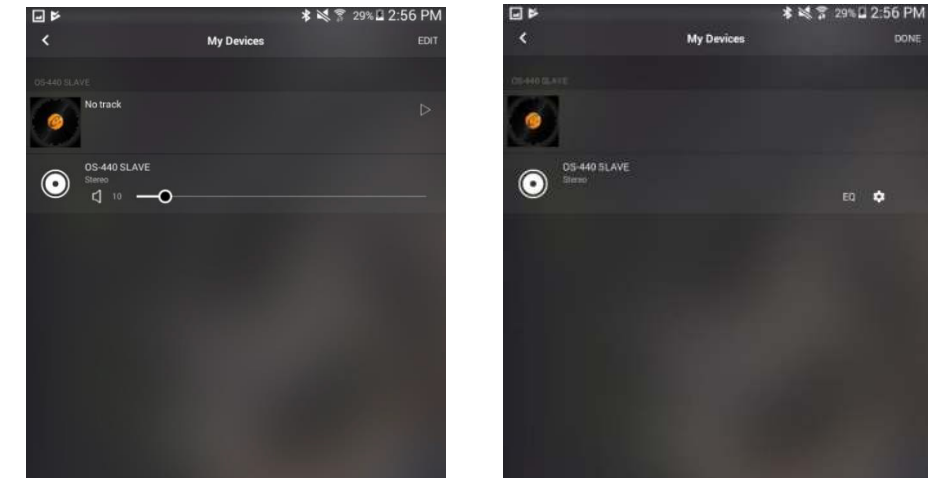 29% 2:56 PM
My Devices
EDIT
OS-440 SLAVE
No track
OS-440 SLAVE
Stereo
10
29% 2:56 PM
My Devices
DONE
OS-440 SLAVE
OS-440 SLAVE
Stereo
EQ